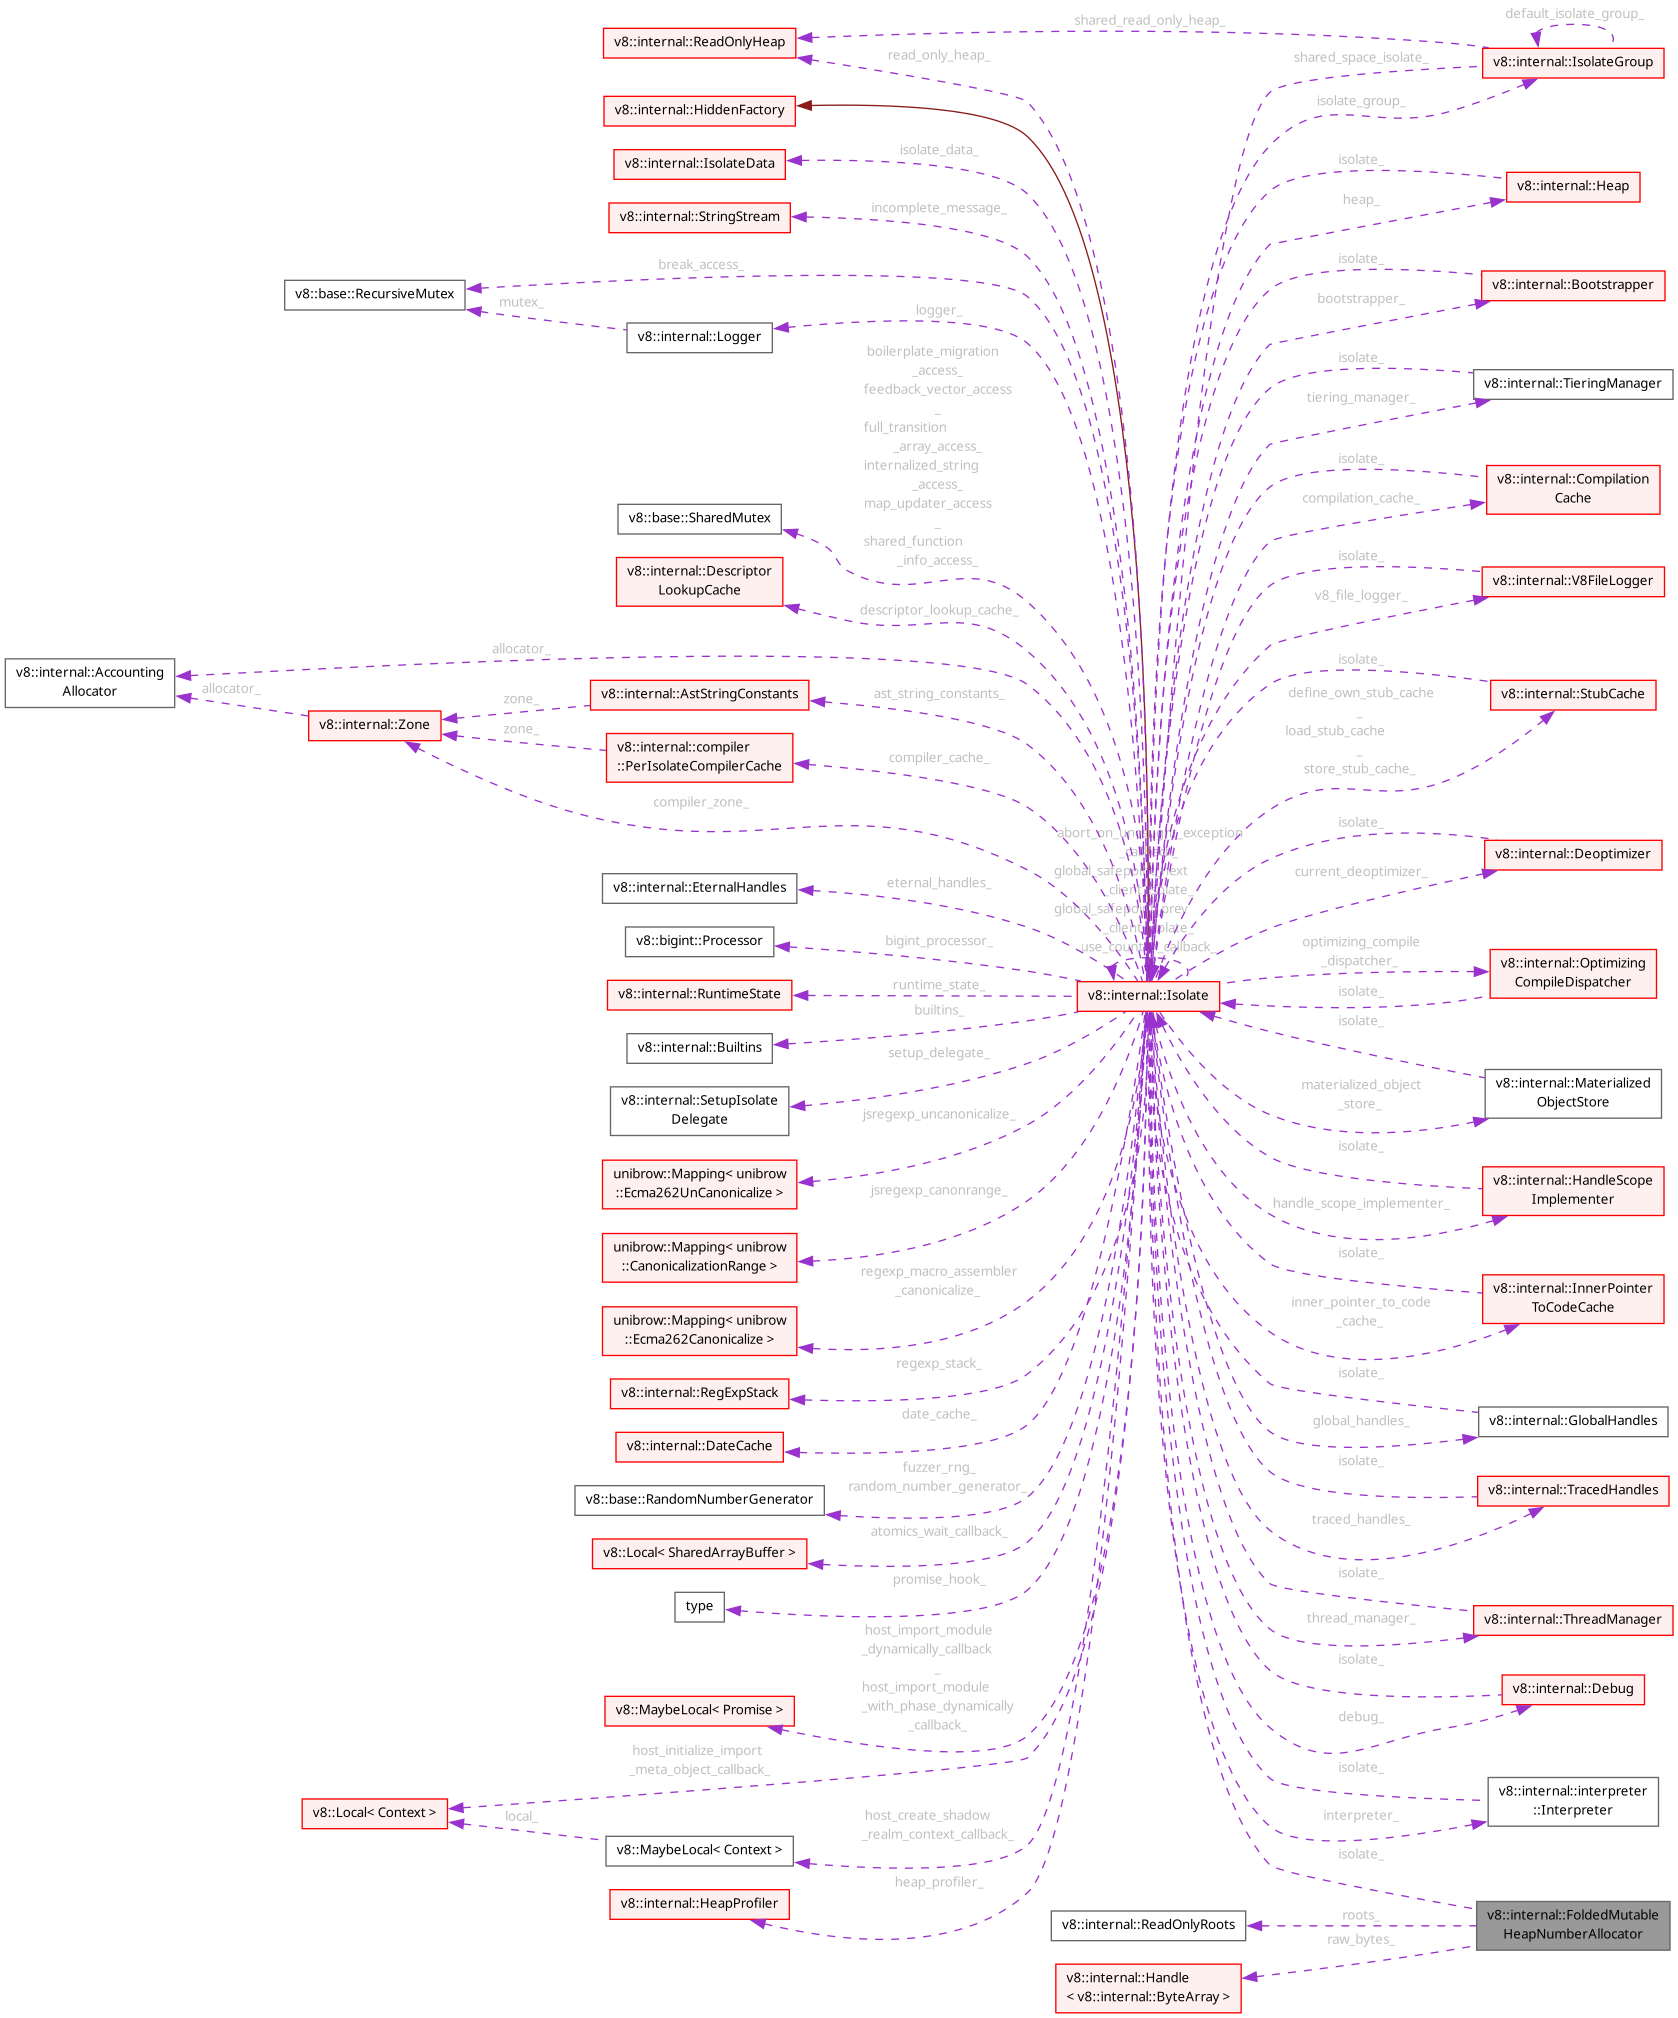 shared_read_only_heap_
default_isolate_group_
v8::internal::ReadOnlyHeap
read_only_heap_
shared_space_isolate_
v8::internal::IsolateGroup
v8::internal::HiddenFactory
isolate_group_
v8::internal::IsolateData
isolate_data_
isolate_
v8::internal::Heap
v8::internal::StringStream
incomplete_message_
heap_
v8::base::RecursiveMutex
break_access_
isolate_
v8::internal::Bootstrapper
mutex_
v8::internal::Logger
logger_
bootstrapper_
boilerplate_migration
_access_
feedback_vector_access
_
full_transition
_array_access_
internalized_string
_access_
map_updater_access
_
shared_function
_info_access_
isolate_
v8::internal::TieringManager
tiering_manager_
isolate_
v8::internal::Compilation
Cache
compilation_cache_
v8::base::SharedMutex
v8::internal::Descriptor
LookupCache
descriptor_lookup_cache_
isolate_
v8::internal::V8FileLogger
v8_file_logger_
v8::internal::Accounting
Allocator
allocator_
allocator_
v8::internal::Zone
zone_
zone_
v8::internal::AstStringConstants
ast_string_constants_
isolate_
v8::internal::StubCache
define_own_stub_cache
_
load_stub_cache
_
store_stub_cache_
v8::internal::compiler
::PerIsolateCompilerCache
compiler_cache_
compiler_zone_
isolate_
v8::internal::Deoptimizer
current_deoptimizer_
v8::internal::EternalHandles
eternal_handles_
v8::bigint::Processor
bigint_processor_
optimizing_compile
_dispatcher_
v8::internal::Optimizing
CompileDispatcher
isolate_
v8::internal::RuntimeState
runtime_state_
v8::internal::Isolate
v8::internal::Builtins
builtins_
isolate_
v8::internal::Materialized
ObjectStore
materialized_object
_store_
v8::internal::SetupIsolate
Delegate
setup_delegate_
unibrow::Mapping< unibrow
::Ecma262UnCanonicalize >
jsregexp_uncanonicalize_
isolate_
v8::internal::HandleScope
Implementer
handle_scope_implementer_
unibrow::Mapping< unibrow
::CanonicalizationRange >
jsregexp_canonrange_
isolate_
v8::internal::InnerPointer
ToCodeCache
inner_pointer_to_code
_cache_
unibrow::Mapping< unibrow
::Ecma262Canonicalize >
regexp_macro_assembler
_canonicalize_
v8::internal::RegExpStack
regexp_stack_
isolate_
v8::internal::GlobalHandles
global_handles_
v8::internal::DateCache
date_cache_
isolate_
v8::internal::TracedHandles
traced_handles_
v8::base::RandomNumberGenerator
fuzzer_rng_
random_number_generator_
v8::Local< SharedArrayBuffer >
atomics_wait_callback_
isolate_
v8::internal::ThreadManager
thread_manager_
type
promise_hook_
host_import_module
_dynamically_callback
_
host_import_module
_with_phase_dynamically
_callback_
v8::MaybeLocal< Promise >
isolate_
v8::internal::Debug
debug_
host_initialize_import
_meta_object_callback_
v8::Local< Context >
local_
v8::MaybeLocal< Context >
host_create_shadow
_realm_context_callback_
isolate_
v8::internal::interpreter
::Interpreter
interpreter_
isolate_
v8::internal::HeapProfiler
heap_profiler_
v8::internal::ReadOnlyRoots
roots_
raw_bytes_
v8::internal::FoldedMutable
HeapNumberAllocator
v8::internal::Handle
< v8::internal::ByteArray >